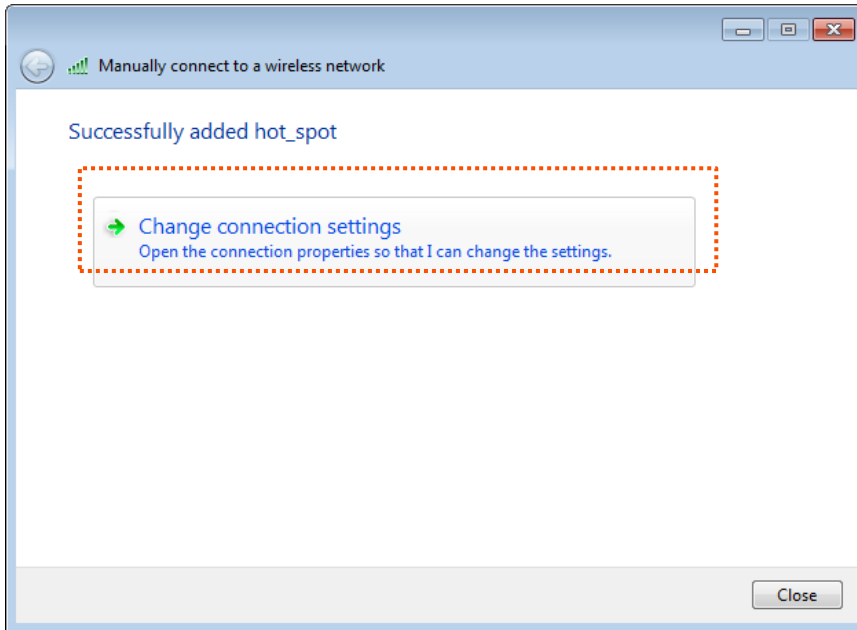 Manually connect to a wireless network
Successfully added hot_spot
Change connection settings
Open the connection properties so that I can change the settings.
Close